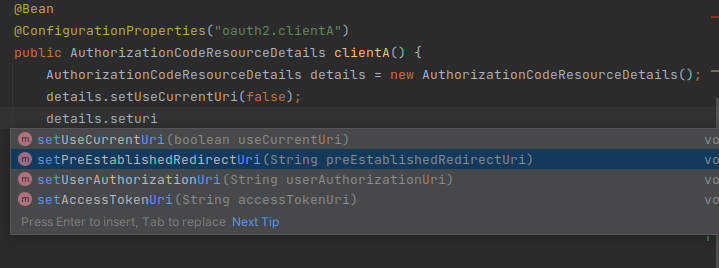 @Bean
@ConfigurationProperties("oauth2.clientA")
public AuthorizationCodeResourceDetails clientA() {
AuthorizationCodeResourceDetails details = new AuthorizationCodeResourceDetails();
details.setUseCurrentUri(false);
details.seturi
m setUseCurrentUri(boolean useCurrentUri) vo
m setPreEstablishedRedirectUri(String preEstablishedRedirectUri) vo
m setUserAuthorizationUri(String userAuthorizationUri) vo
m setAccessTokenUri(String accessTokenUri) vo
Press Enter to insert, Tab to replace Next Tip